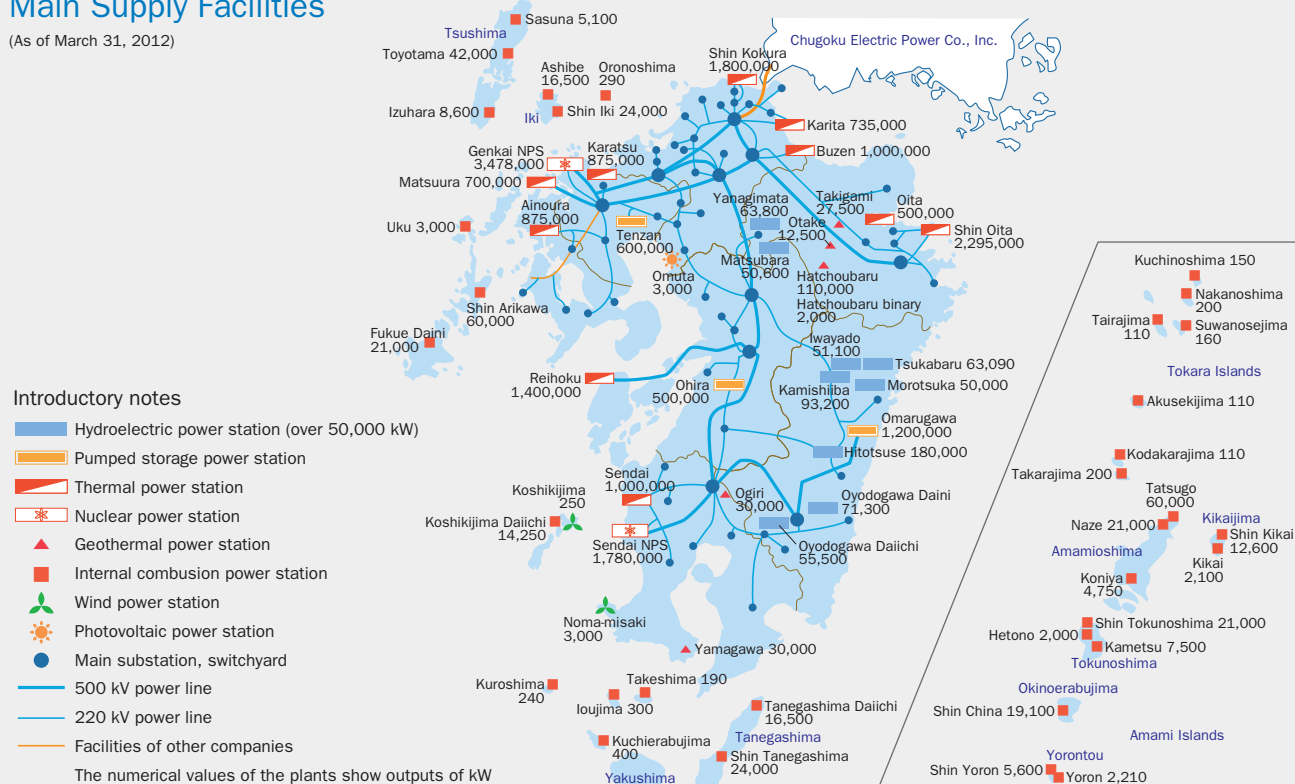 Main Supply Facilities
(As of March 31, 2012)
Sasuna 5,100
Tsushima
Toyotama 42,000
Izuhara 8,600
Ashibe
16,500
Oronoshima
290
Iki
Shin Iki 24,000
Shin Kokura
1,800,000
Chugoku Electric Power Co., Inc.
Karita 735,000
Buzen 1,000,000
Genkai NPS
3,478,000
Karatsu
875,000
Matsuura 700,000
Ainoura
875,000
Uku 3,000
Tenzan
600,000
Yanagimata
63,800
Takigami
27,500
Oita
500,000
Otake
12,500
Shin Oita
2,295,000
Matsubara
50,600
Omuta
3,000
Hatchoubaru
110,000
Hatchoubaru binary
2,000
Shin Arikawa
60,000
Fukue Daini
21,000
Iwayado
51,100
Tsukabaru 63,090
Reihoku
1,400,000
Ohira
500,000
Kamishiiba
93,200
Morotsuka 50,000
Omarugawa
1,200,000
Hitotsuse 180,000
Sendai
1,000,000
Koshikijima
250
Koshikijima Daiichi
14,250
Ogiri
30,000
Oyodogawa Daini
71,300
Sendai NPS
1,780,000
Oyodogawa Daiichi
55,500
Noma-misaki
3,000
Yamagawa 30,000
Kuroshima
240
Takeshima 190
Ioujima 300
Tanegashima Daiichi
16,500
Kuchierabujima
400
Tanegashima
Shin Tanegashima
24,000
Yakushima
Introductory notes
Hydroelectric power station (over 50,000 kW)
Pumped storage power station
Thermal power station
Nuclear power station
Geothermal power station
Internal combusion power station
Wind power station
Photovoltaic power station
Main substation, switchyard
500 kV power line
220 kV power line
Facilities of other companies
The numerical values of the plants show outputs of kW
Kuchinoshima 150
Nakanoshima
200
Tairajima
110
Suwanosejima
160
Tokara Islands
Akusekijima 110
Kodakarajima 110
Takarajima 200
Tatsugo
60,000
Naze 21,000
Kikaijima
Shin Kikai
12,600
Amamioshima
Kikai
2,100
Koniya
4,750
Shin Tokunoshima 21,000
Hetono 2,000
Kametsu 7,500
Tokunoshima
Okinoerabujima
Shin China 19,100
Amami Islands
Yorontou
Shin Yoron 5,600
Yoron 2,210